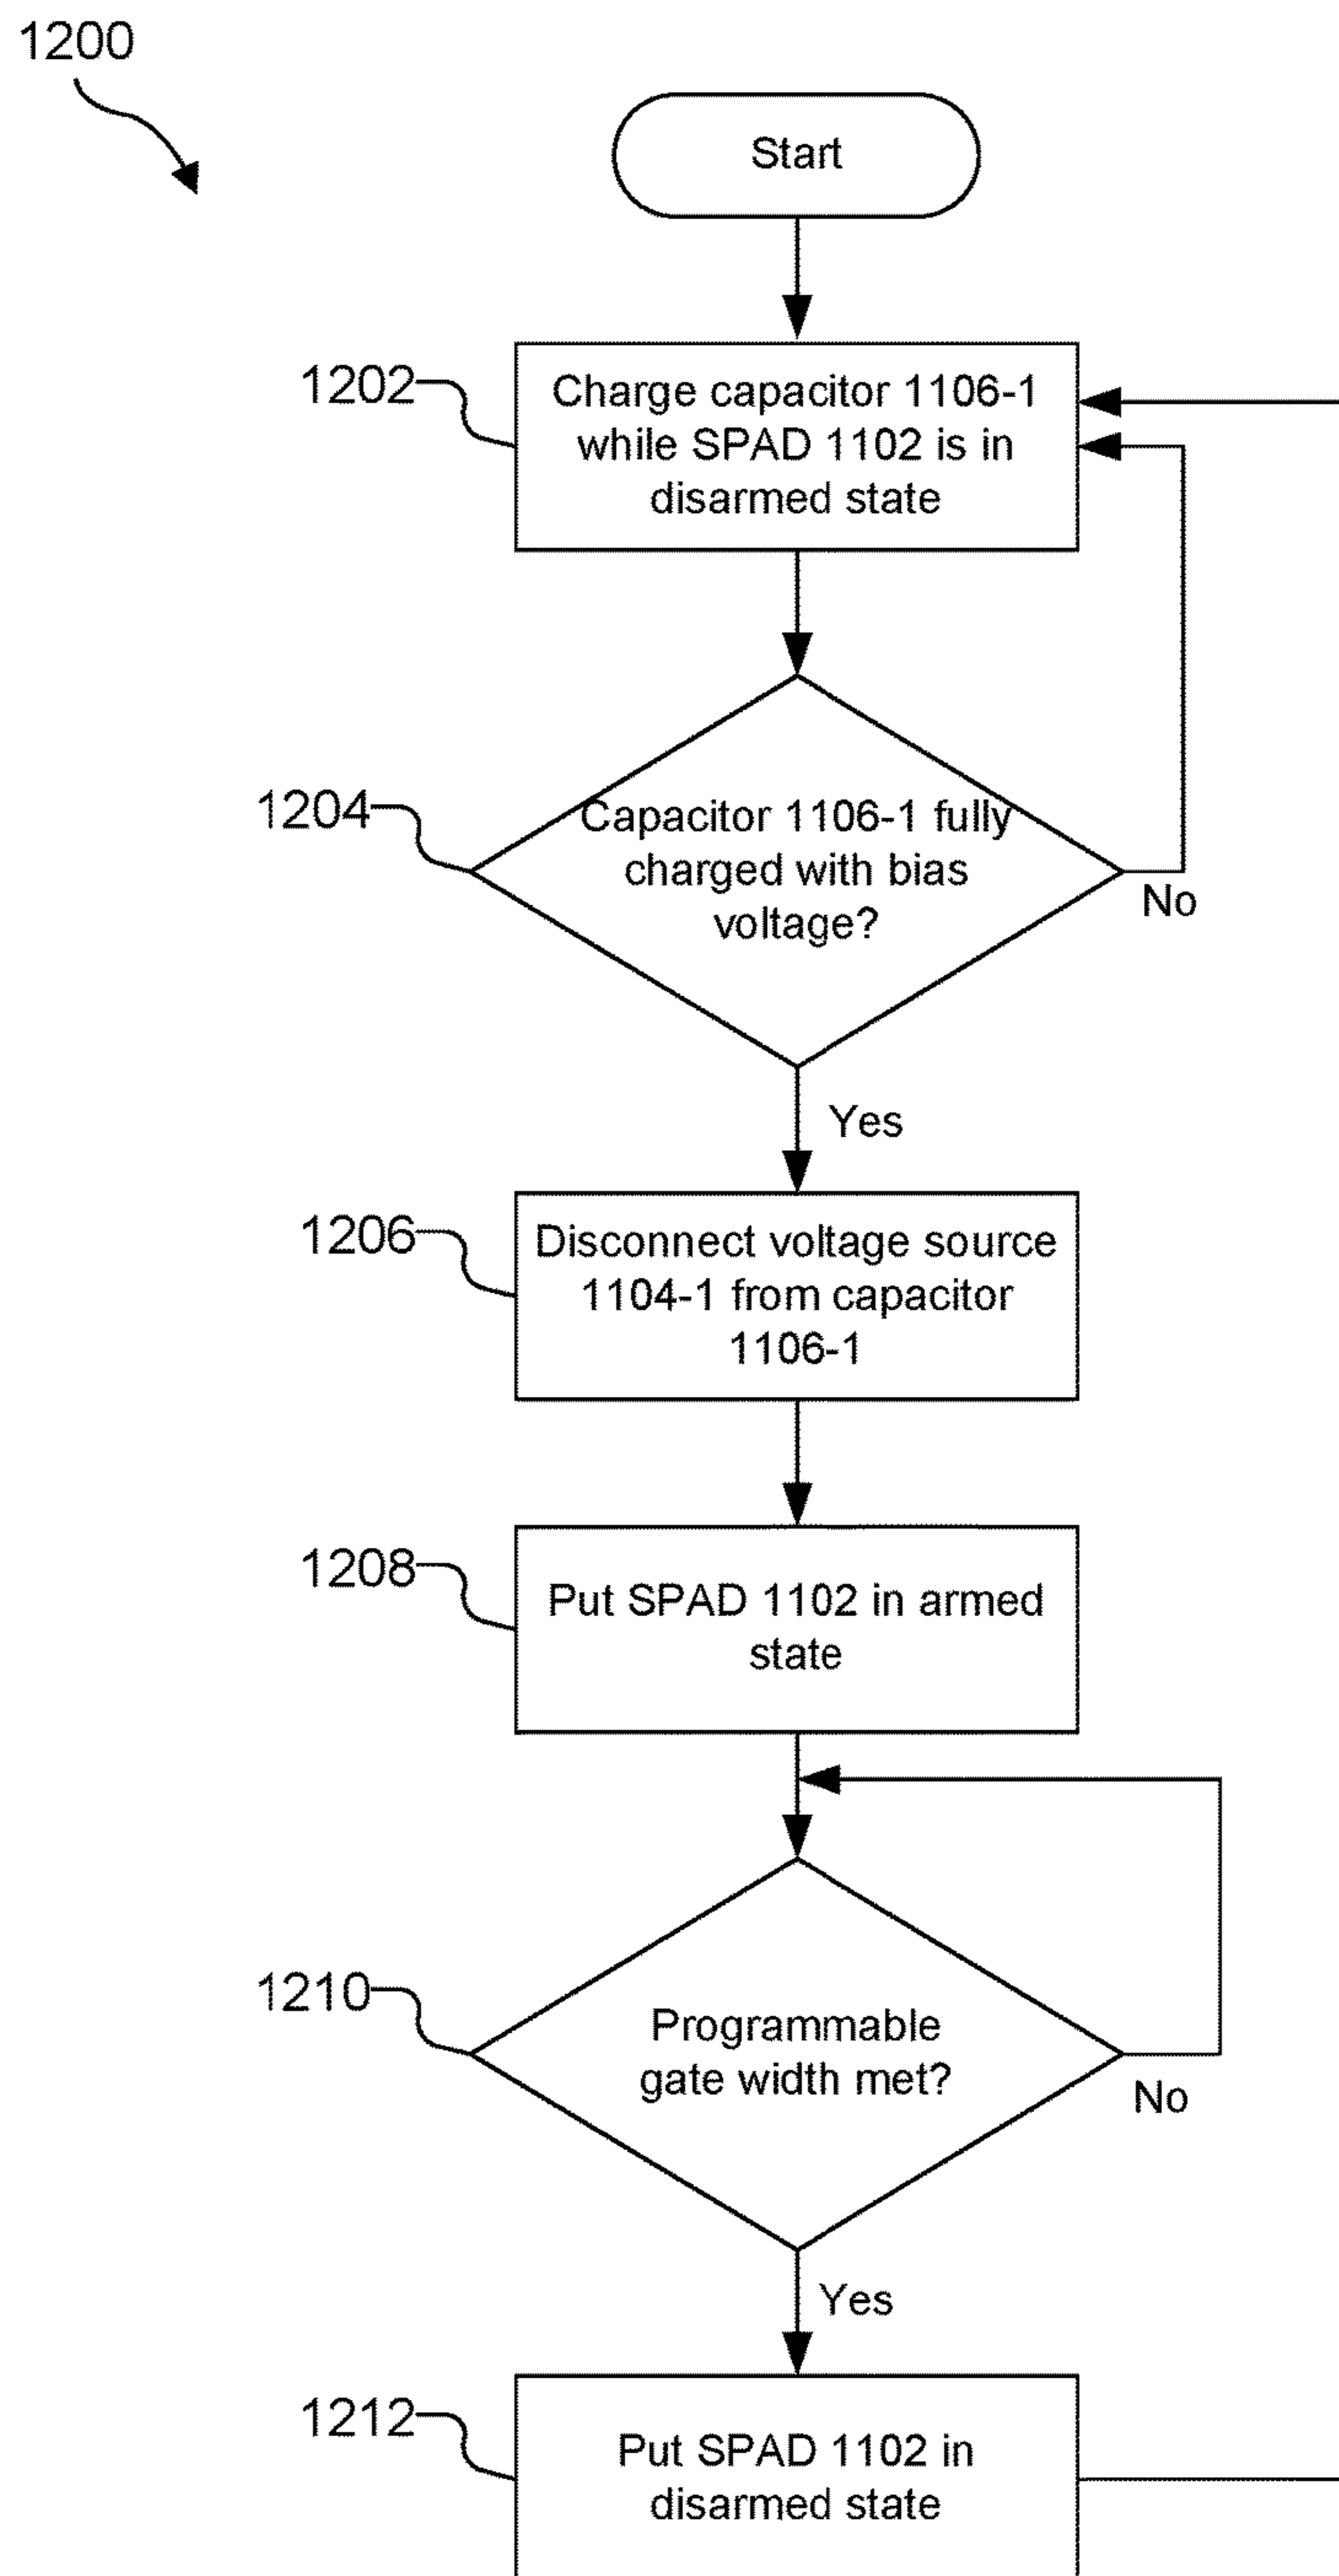 1200
Start
1202
Charge capacitor 1106-1
while SPAD 1102 is in
disarmed state
1204
Capacitor 1106-1 fully
charged with bias
voltage?
No
Yes
1206
Disconnect voltage source
1104-1 from capacitor
1106-1
1208
Put SPAD 1102 in armed
state
1210
Programmable
gate width met?
No
Yes
1212
Put SPAD 1102 in
disarmed state